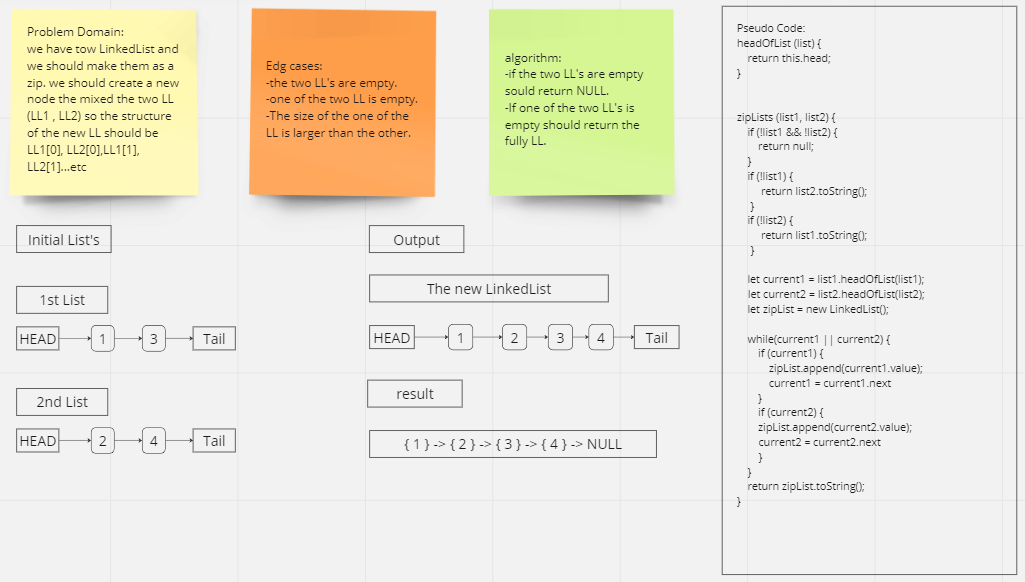 Problem Domain:
we have tow LinkedList and
we should make them as a
zip. we should create a new
node the mixed the two LL
(LL1 , LL2) so the structure
of the new LL should be
LL1[0], LL2[0],LL1[1],
LL2[1]...etc
Edg cases:
-the two LL's are empty.
-one of the two LL is empty.
-The size of the one of the
LL is larger than the other.
algorithm:
-if the two LL's are empty
sould return NULL.
-If one of the two LL's is
empty should return the
fully LL.
Initial List's
1st List
HEAD 1 3 Tail
2nd List
HEAD 2 4 Tail
Output
The new LinkedList
HEAD 1 2 3 4 Tail
result
{ 1 } -> { 2 } -> { 3 } -> { 4 } -> NULL
Pseudo Code:
headOfList (list) {
return this.head;
}
zipLists (list1, list2) {
if (!list1 && !list2) {
return null;
}
if (!list1) {
return list2.toString();
}
if (!list2) {
return list1.toString();
}
let current1 = list1.headOfList(list1);
let current2 = list2.headOfList(list2);
let zipList = new LinkedList();
while(current1 || current2) {
if (current1) {
zipList.append(current1.value);
current1 = current1.next
}
if (current2) {
zipList.append(current2.value);
current2 = current2.next
}
}
return zipList.toString();
}